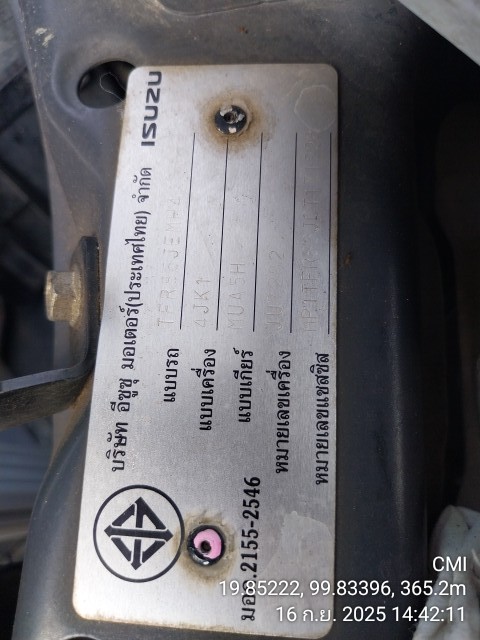 บริษัท อีซูซุ มอเตอร์(ประเทศไทย) จำกัด ISUZU
แบบรถ
แบบเครื่อง 4JK1
แบบเกียร์ MUA5H
หมายเลขเครื่อง
หมายเลขแชสซิส
มอก.2155-2546
CMI
19.85222, 99.83396, 365.2m
16 ก.ย. 2025 14:42:11